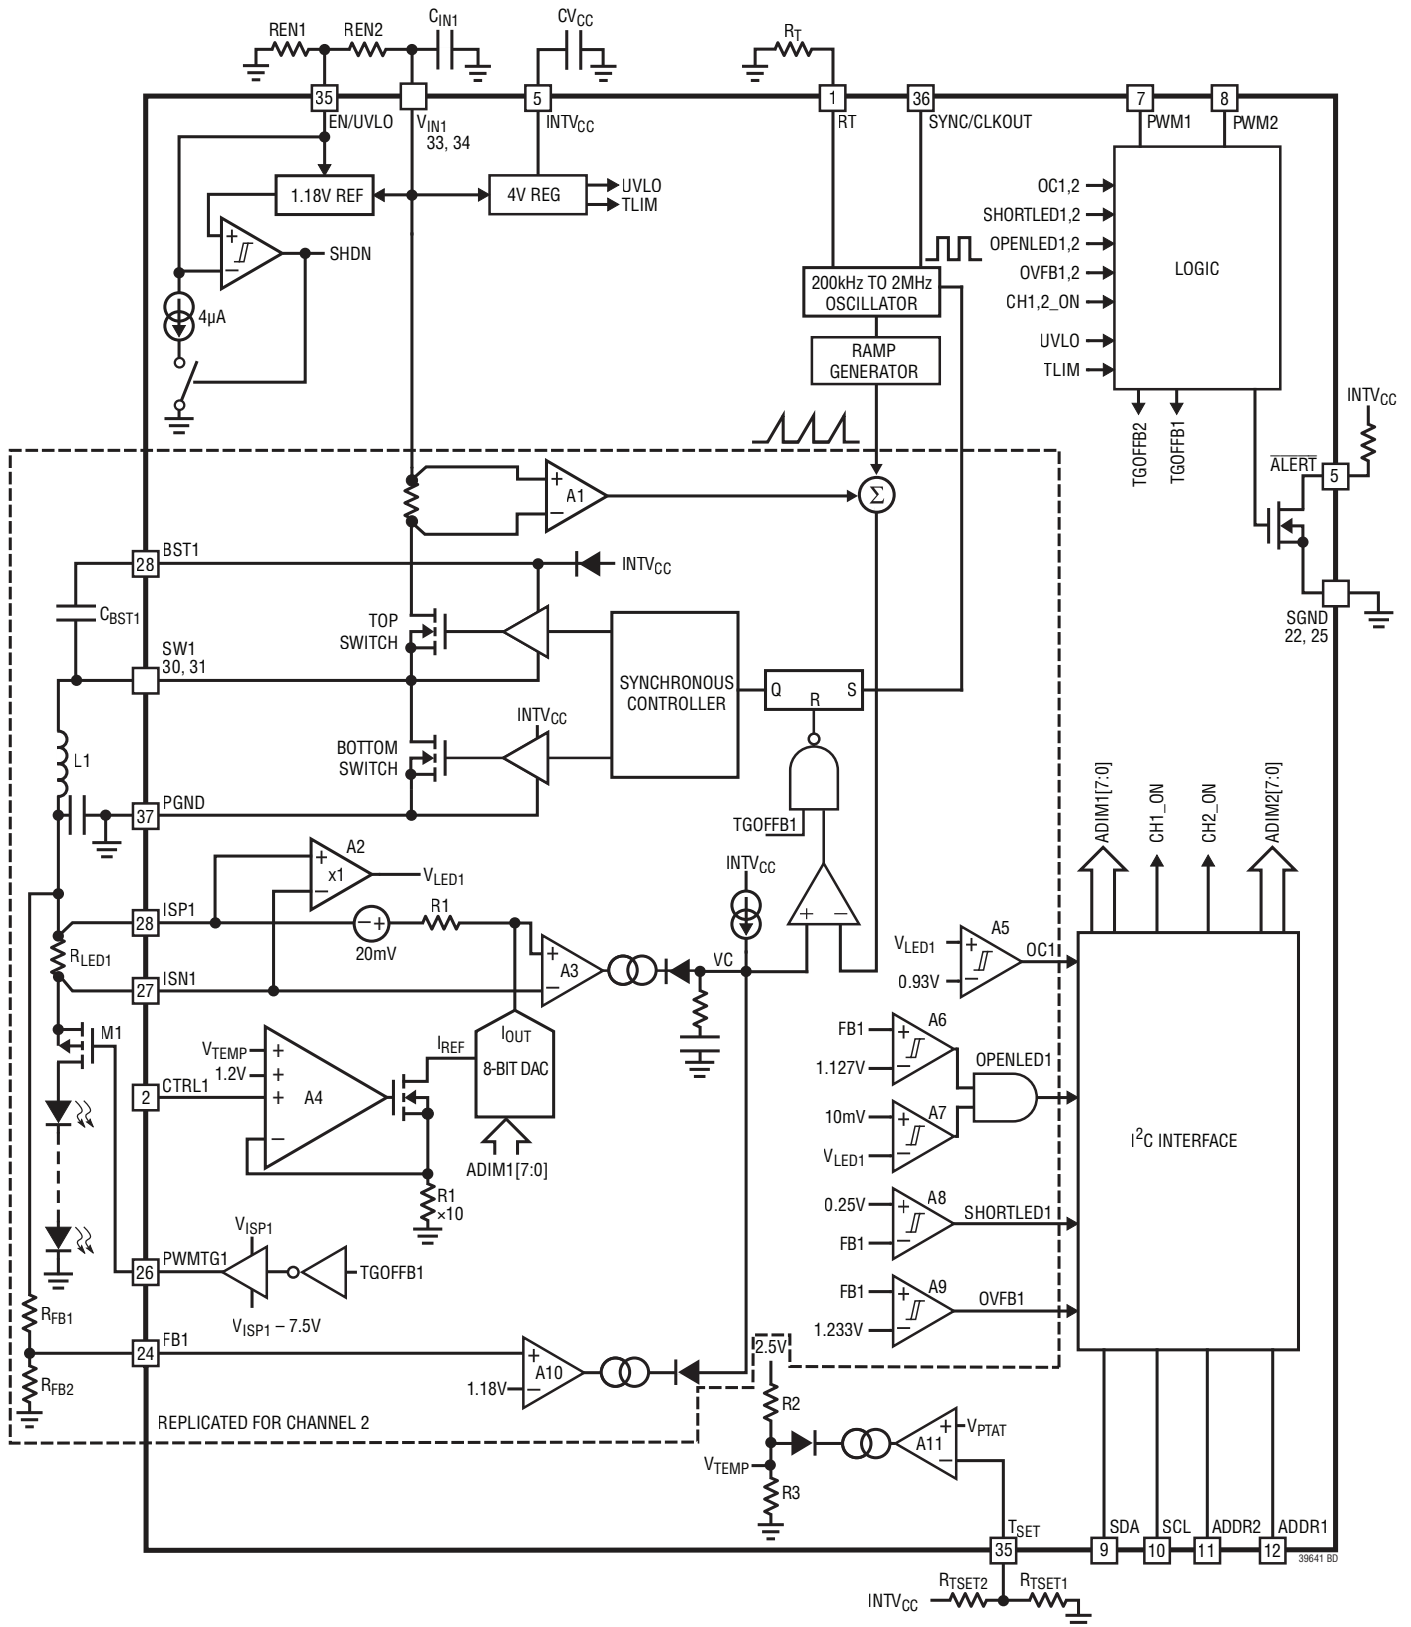 REN1
REN2
CIN1
CVCC
RT
35
5
1
36
7
8
EN/UVLO
VIN1
33, 34
INTVCC
RT
SYNC/CLKOUT
PWM1
PWM2
1.18V REF
4V REG
UVLO
TLIM
+
–
SHDN
4µA
200kHz TO 2MHz
OSCILLATOR
RAMP
GENERATOR
OC1,2
SHORTLED1,2
OPENLED1,2
OVFB1,2
CH1,2_ON
UVLO
TLIM
LOGIC
TGOFFB2
TGOFFB1
INTVCC
ALERT
5
SGND
22, 25
+
–
A1
Σ
28
BST1
INTVCC
CBST1
TOP
SWITCH
SW1
30, 31
SYNCHRONOUS
CONTROLLER
Q
S
R
INTVCC
BOTTOM
SWITCH
L1
37
PGND
TGOFFB1
A2
+
x1
–
VLED1
INTVCC
+
–
28
ISP1
– +
20mV
R1
RLED1
+
A3
–
VC
27
ISN1
M1
VTEMP
1.2V
+
+
+
–
A4
IREF
IOUT
8-BIT DAC
2
CTRL1
ADIM1[7:0]
R1
×10
ADIM1[7:0]
CH1_ON
CH2_ON
ADIM2[7:0]
VLED1
0.93V
+
–
A5
OC1
FB1
1.127V
+
–
A6
OPENLED1
10mV
VLED1
+
–
A7
0.25V
FB1
+
–
A8
SHORTLED1
FB1
1.233V
+
–
A9
OVFB1
I2C INTERFACE
VISP1
26
PWMTG1
TGOFFB1
VISP1 – 7.5V
RFB1
24
FB1
RFB2
1.18V
+
–
A10
2.5V
R2
VTEMP
R3
A11
+
–
VPTAT
REPLICATED FOR CHANNEL 2
TSET
35
SDA
SCL
ADDR2
ADDR1
9
10
11
12
39641 BD
INTVCC
RTSET2
RTSET1